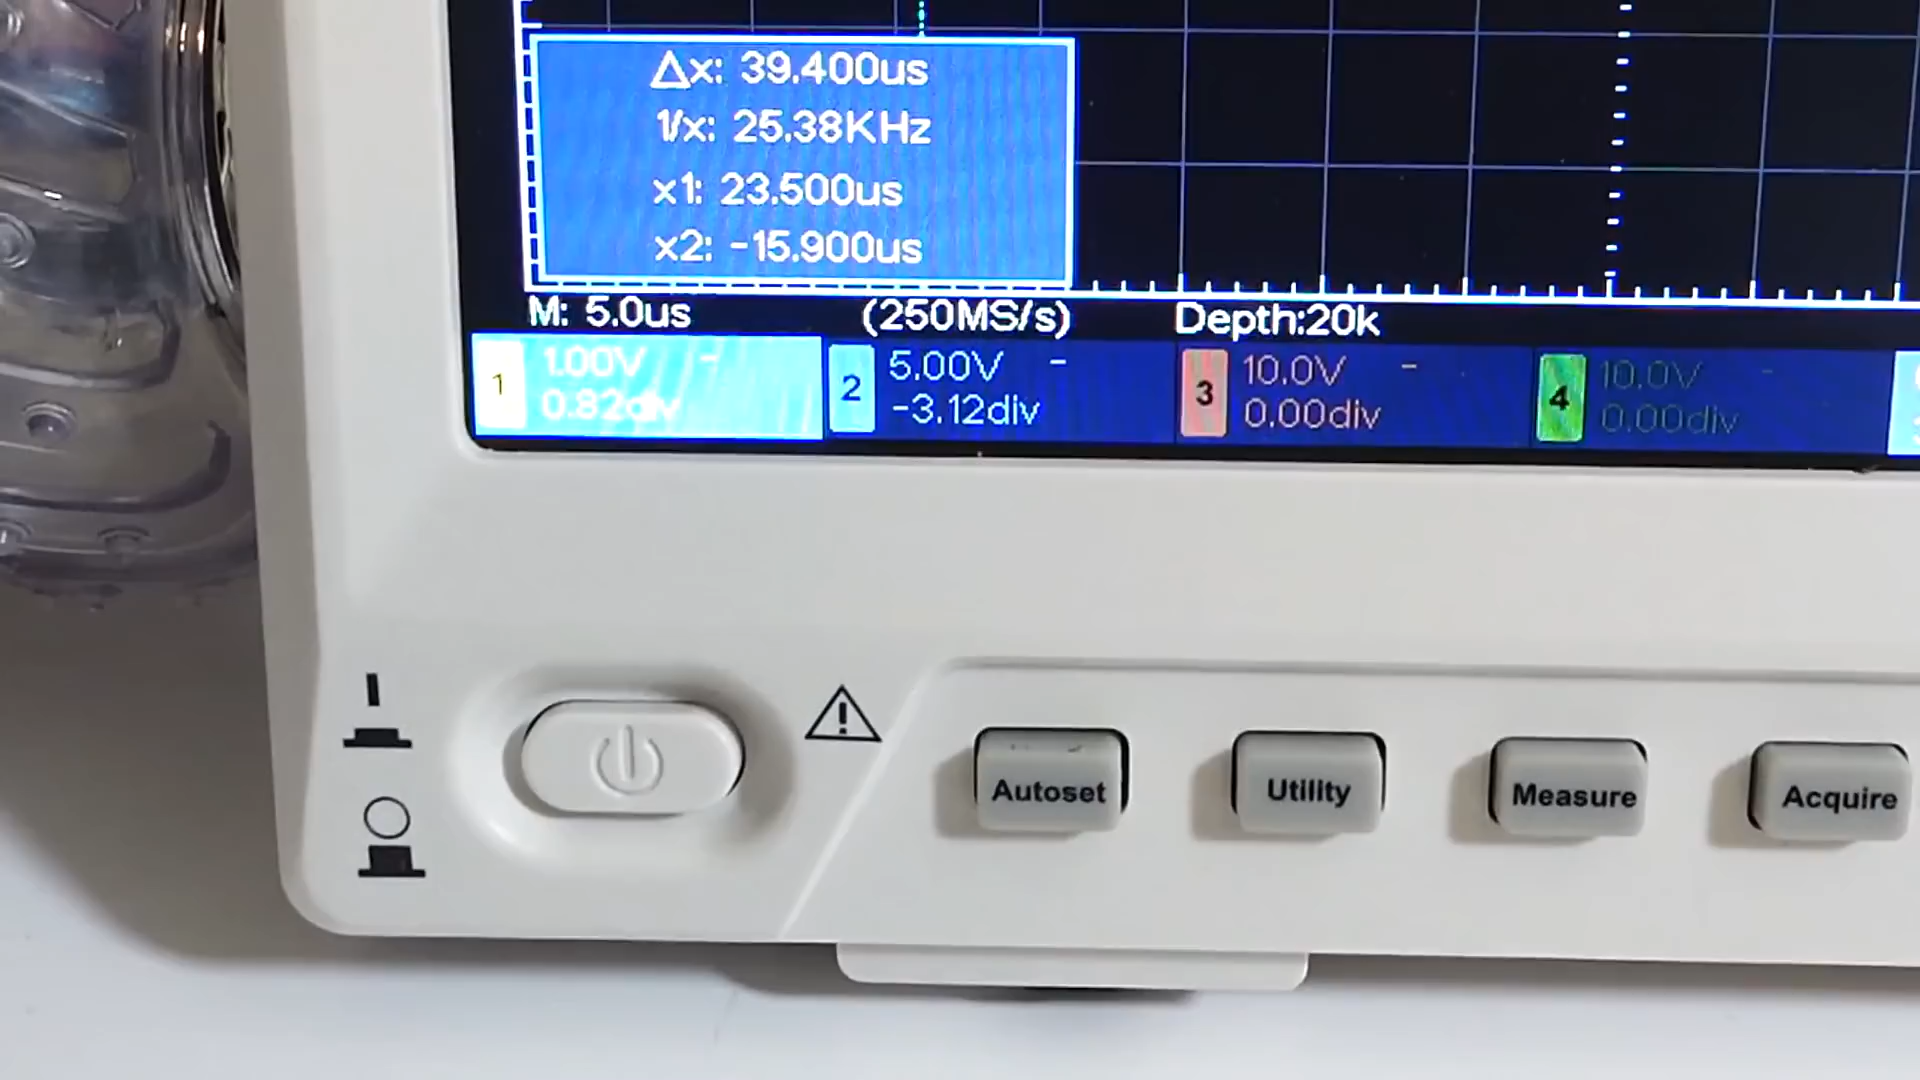 Δx: 39.400us
1/x: 25.38KHz
x1: 23.500us
x2: -15.900us
M: 5.0us (250MS/s) Depth:20k
1 1.00V - 2 5.00V - 3 10.0V - 4 10.0V -
0.82div -3.12div 0.00div 0.00div
Autoset Utility Measure Acquire